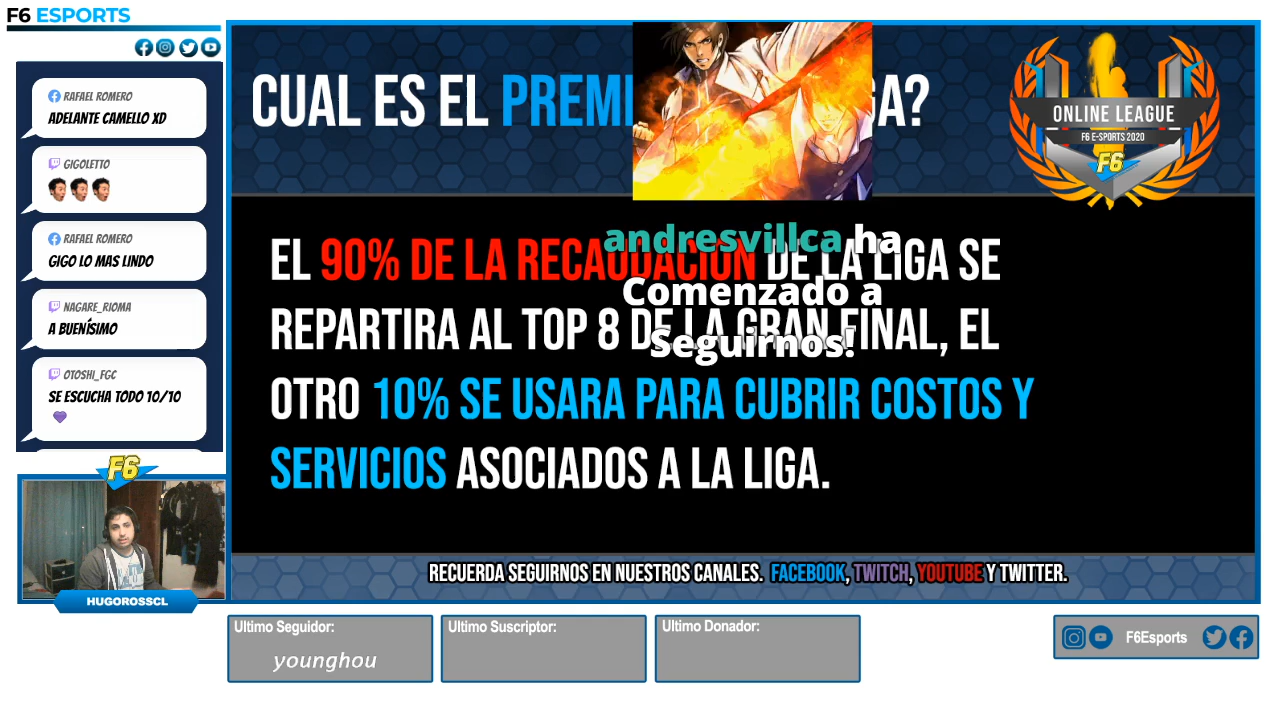 F6 ESPORTS
RAFAEL ROMERO
ADELANTE CAMELLO XD
GIGOLETTO
RAFAEL ROMERO
GIGO LO MAS LINDO
NAGARE_RIOMA
A BUENÍSIMO
OTOSHI_FGC
SE ESCUCHA TODO 10/10
F6
HUGOROSSCL
CUAL ES EL PREMI GA?
ONLINE LEAGUE
F6 E-SPORTS 2020
F6
andresvillca ha
Comenzado a
Seguirnos!
EL 90% DE LA RECAUDACION DE LA LIGA SE
REPARTIRA AL TOP 8 DE LA GRAN FINAL, EL
OTRO 10% SE USARA PARA CUBRIR COSTOS Y
SERVICIOS ASOCIADOS A LA LIGA.
RECUERDA SEGUIRNOS EN NUESTROS CANALES. FACEBOOK, TWITCH, YOUTUBE Y TWITTER.
Ultimo Seguidor:
younghou
Ultimo Suscriptor:
Ultimo Donador:
F6Esports